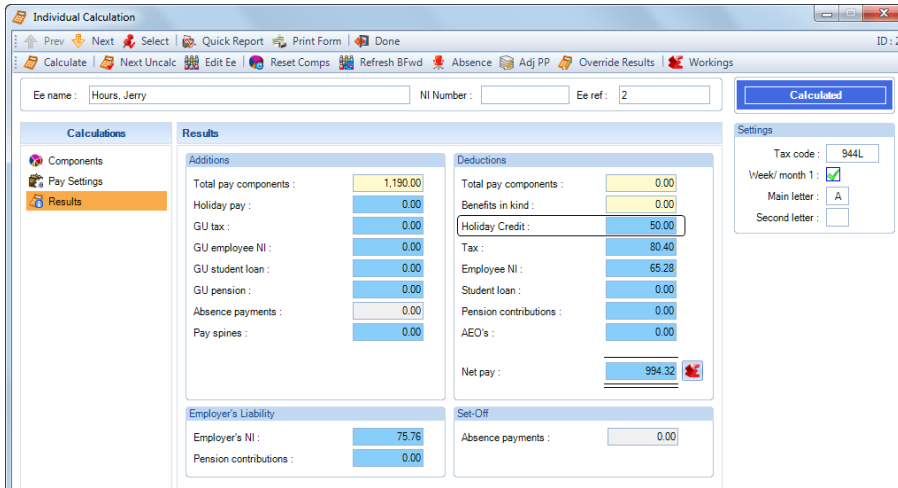 Individual Calculation
Prev Next Select Quick Report Print Form Done ID : 2
Calculate Next Uncalc Edit Ee Reset Comps Refresh BFwd Absence Adj PP Override Results Workings
Ee name : Hours, Jerry NI Number : Ee ref : 2 Calculated
Calculations
Components
Pay Settings
Results
Results
Additions
Total pay components : 1,190.00
Holiday pay : 0.00
GU tax : 0.00
GU employee NI : 0.00
GU student loan : 0.00
GU pension : 0.00
Absence payments : 0.00
Pay spines : 0.00
Deductions
Total pay components : 0.00
Benefits in kind : 0.00
Holiday Credit : 50.00
Tax : 80.40
Employee NI : 65.28
Student loan : 0.00
Pension contributions : 0.00
AEO's : 0.00
Net pay : 994.32
Employer's Liability
Employer's NI : 75.76
Pension contributions : 0.00
Set-Off
Absence payments : 0.00
Settings
Tax code : 944L
Week/ month 1 :
Main letter : A
Second letter :